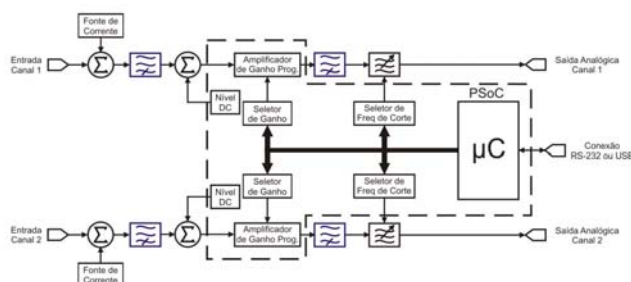 Fonte de
Corrente
Entrada
Canal 1
Σ
Σ
Amplificador
de Ganho Prog.
Saída Analógica
Canal 1
Nível
DC
Seletor
de Ganho
Seletor de
Freq de Corte
PSoC
µC
Conexão
RS-232 ou USB
Nível
DC
Seletor
de Ganho
Seletor de
Freq de Corte
Entrada
Canal 2
Σ
Σ
Amplificador
de Ganho Prog.
Saída Analógica
Canal 2
Fonte de
Corrente